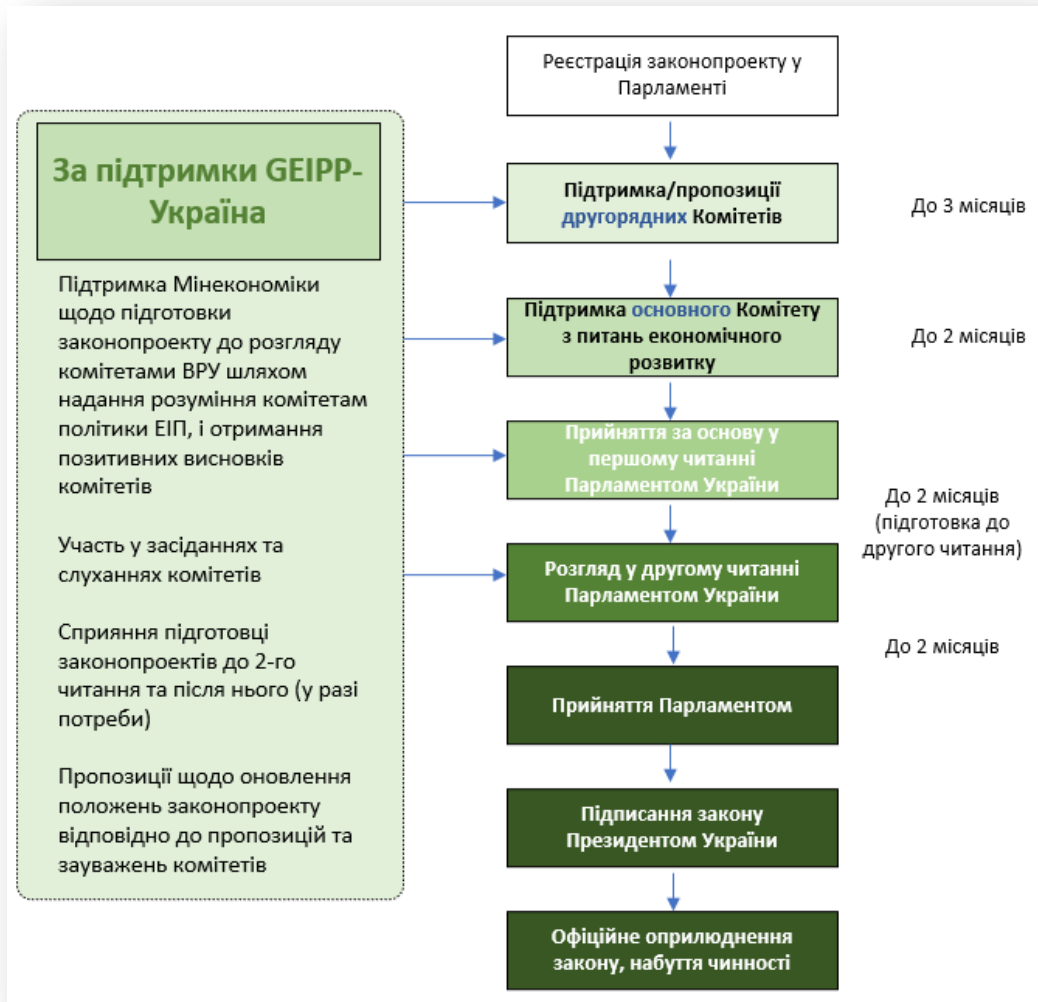 Реєстрація законопроекту у
Парламенті
За підтримки GEIPP-
Україна
Підтримка Мінекономіки
щодо підготовки
законопроекту до розгляду
комітетами ВРУ шляхом
надання розуміння комітетам
політики ЕІП, і отримання
позитивних висновків
комітетів
Участь у засіданнях та
слуханнях комітетів
Сприяння підготовці
законопроектів до 2-го
читання та після нього (у разі
потреби)
Пропозиції щодо оновлення
положень законопроекту
відповідно до пропозицій та
зауважень комітетів
Підтримка/пропозиції
другорядних Комітетів
До 3 місяців
Підтримка основного Комітету
з питань економічного
розвитку
До 2 місяців
Прийняття за основу у
першому читанні
Парламентом України
До 2 місяців
(підготовка до
другого читання)
Розгляд у другому читанні
Парламентом України
До 2 місяців
Прийняття Парламентом
Підписання закону
Президентом України
Офіційне оприлюднення
закону, набуття чинності